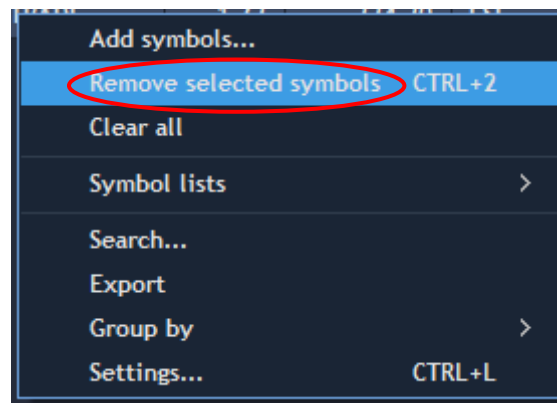 Add symbols...
Remove selected symbols CTRL+2
Clear all
Symbol lists >
Search...
Export
Group by >
Settings... CTRL+L